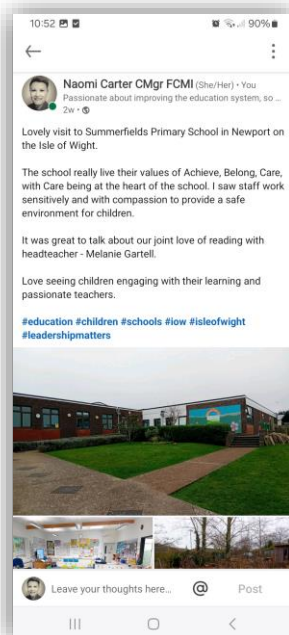 10:52
90%
Naomi Carter CMgr FCMI (She/Her) • You
Passionate about improving the education system, so ...
2w •
Lovely visit to Summerfields Primary School in Newport on
the Isle of Wight.
The school really live their values of Achieve, Belong, Care,
with Care being at the heart of the school. I saw staff work
sensitively and with compassion to provide a safe
environment for children.
It was great to talk about our joint love of reading with
headteacher - Melanie Gartell.
Love seeing children engaging with their learning and
passionate teachers.
#education #children #schools #iow #isleofwight
#leadershipmatters
Leave your thoughts here... @ Post